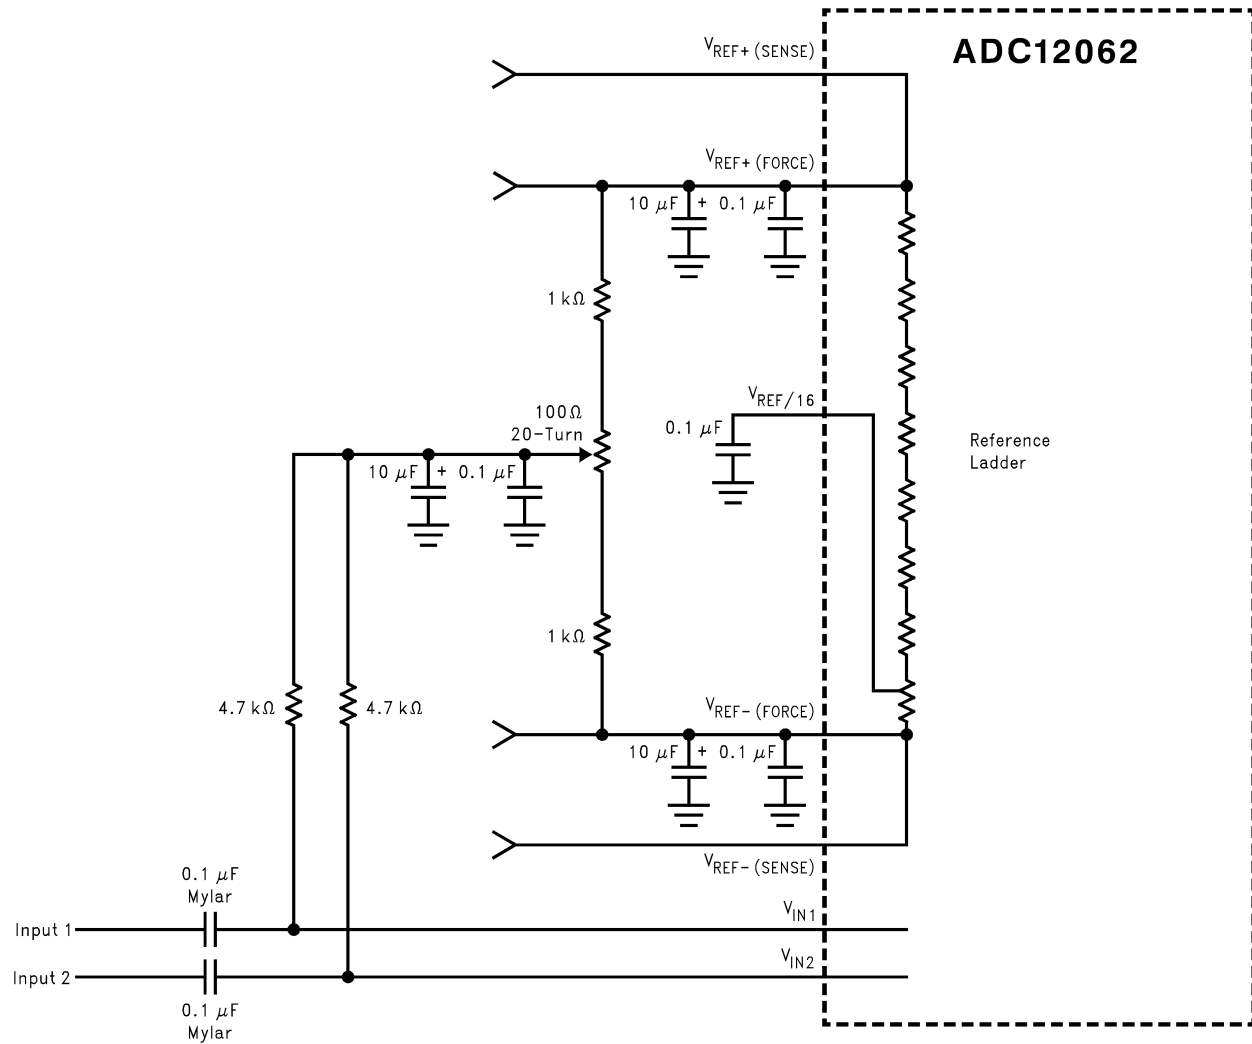 ADC12062
VREF+ (SENSE)
VREF+ (FORCE)
10 μF + 0.1 μF
1 kΩ
VREF/16
100Ω
20-Turn
0.1 μF
10 μF + 0.1 μF
Reference
Ladder
1 kΩ
4.7 kΩ
4.7 kΩ
VREF- (FORCE)
10 μF + 0.1 μF
VREF- (SENSE)
0.1 μF
Mylar
VIN1
Input 1
VIN2
Input 2
0.1 μF
Mylar